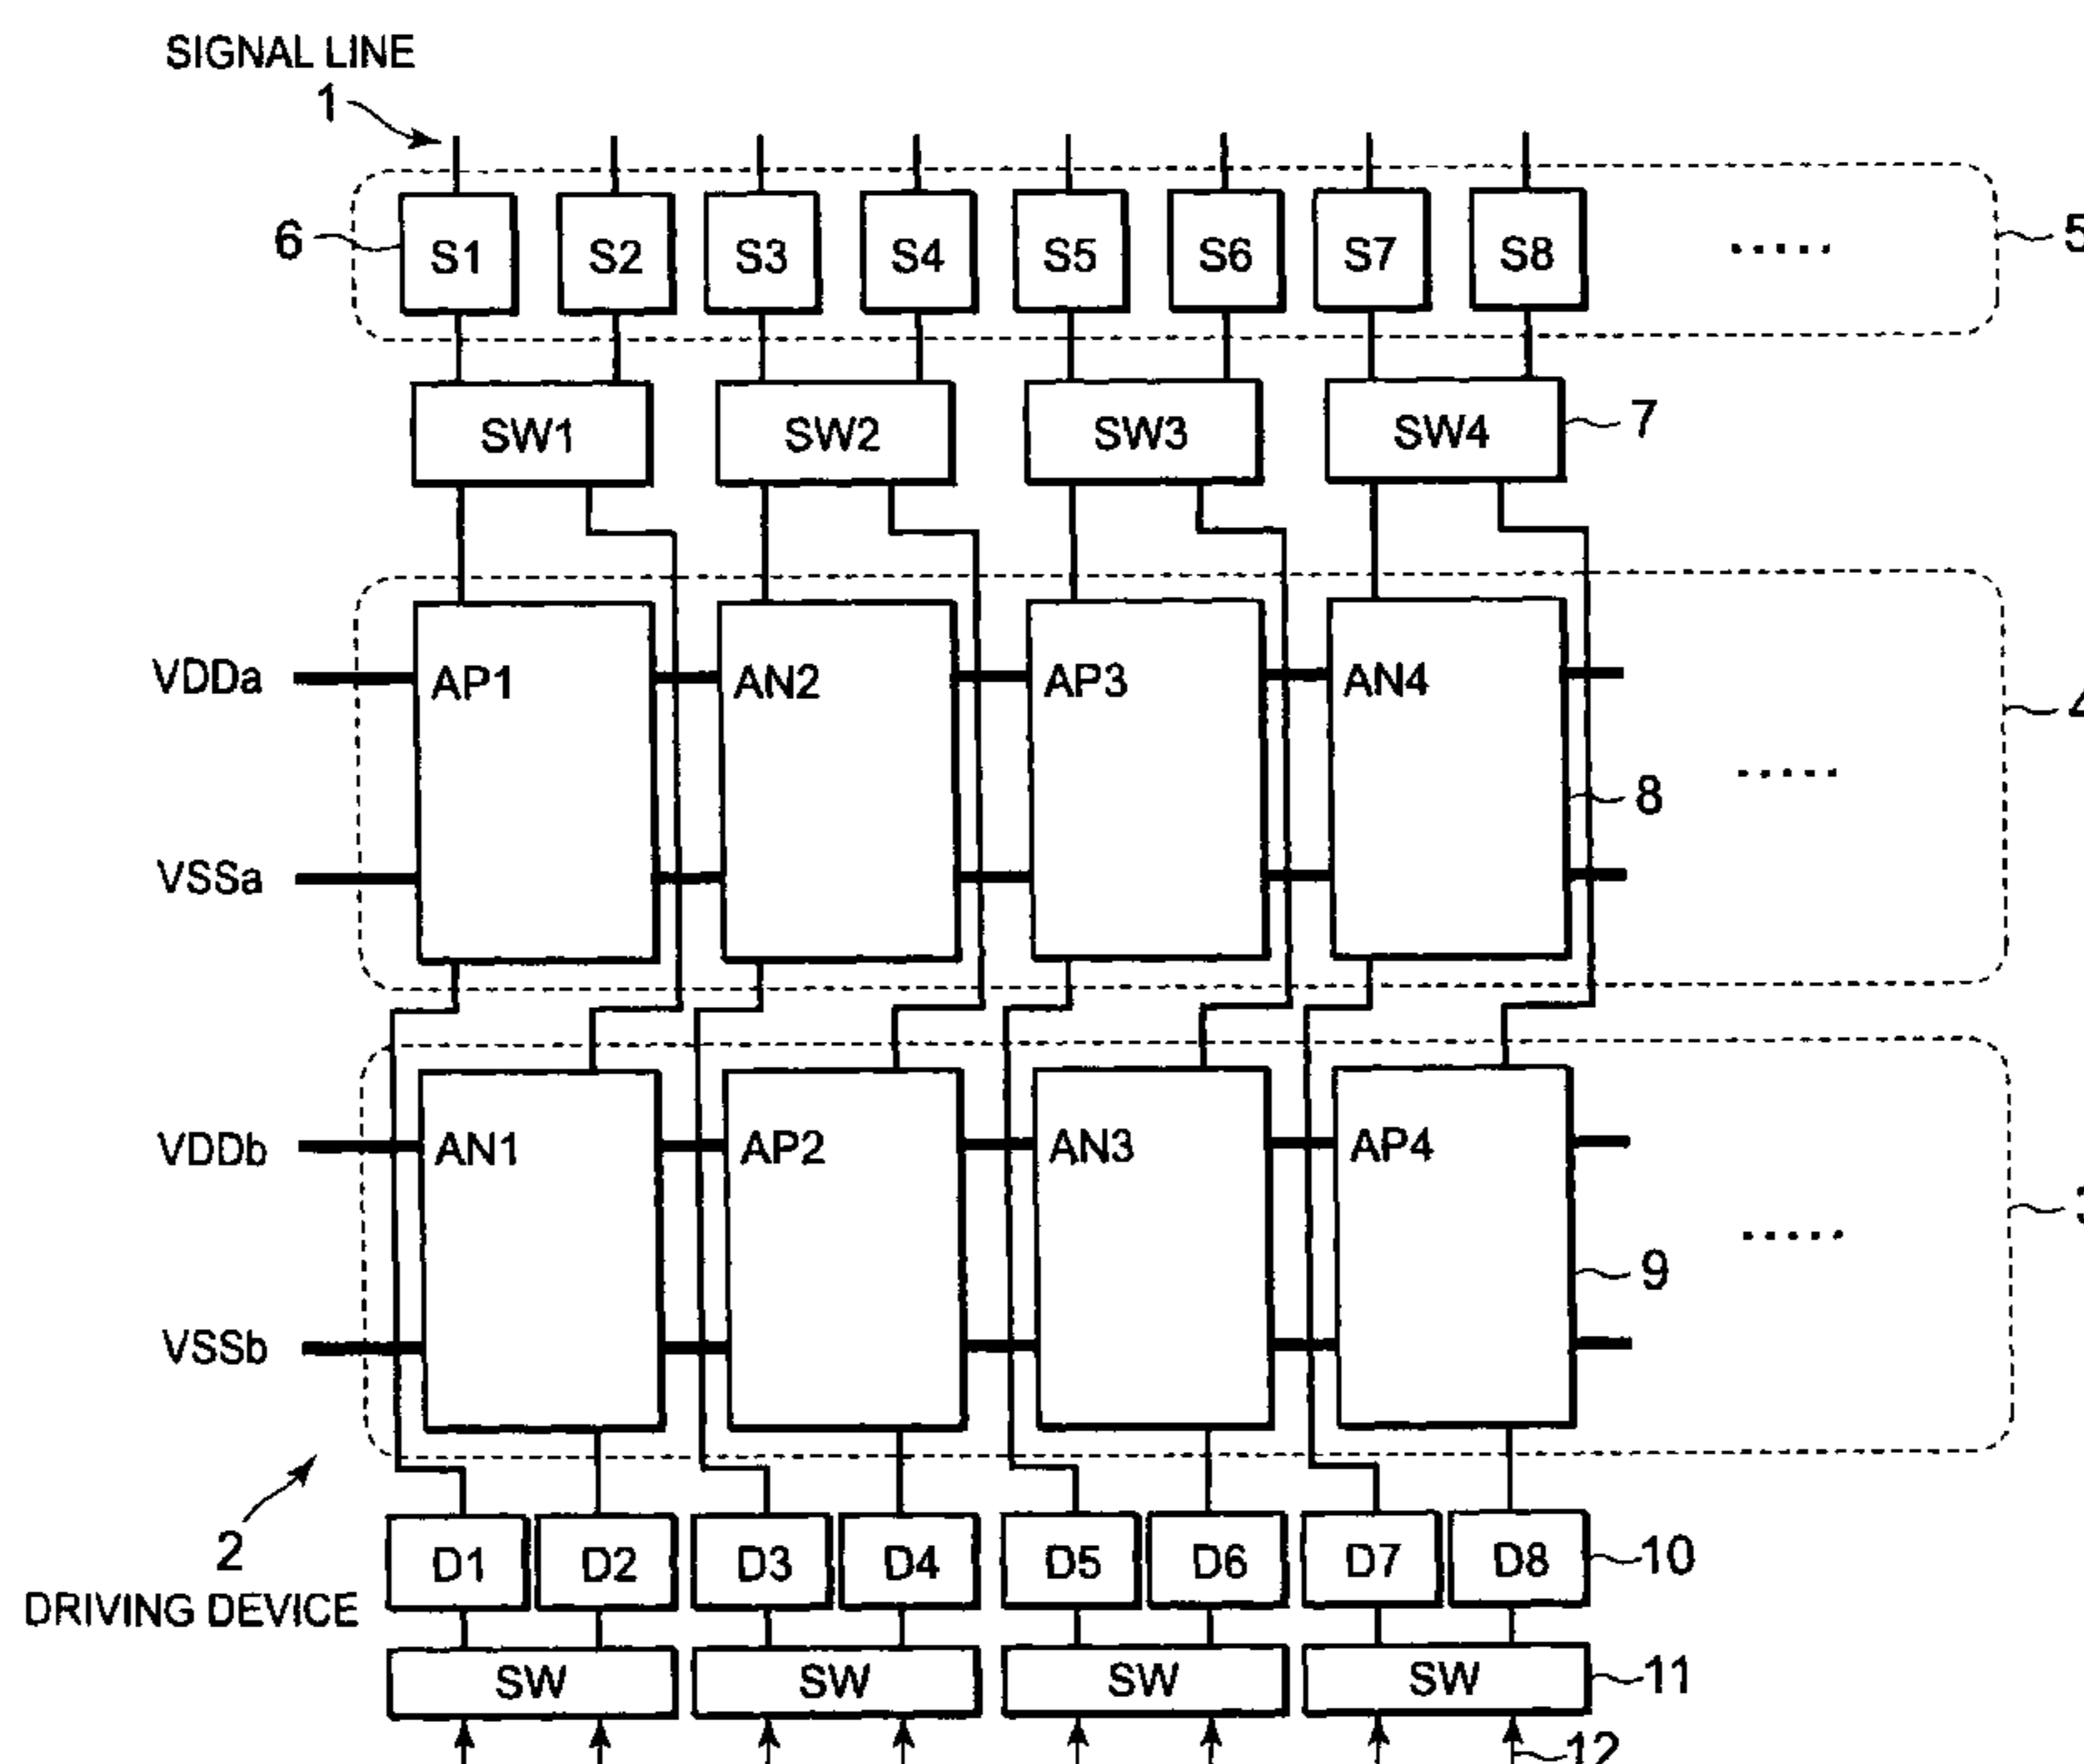 SIGNAL LINE
1
6
S1 S2 S3 S4 S5 S6 S7 S8 .....
5
SW1 SW2 SW3 SW4 7
VDDa AP1 AN2 AP3 AN4
4
8 .....
VSSa
VDDb AN1 AP2 AN3 AP4
3
.....
9
VSSb
2
DRIVING DEVICE
D1 D2 D3 D4 D5 D6 D7 D8 10
SW SW SW SW 11
12